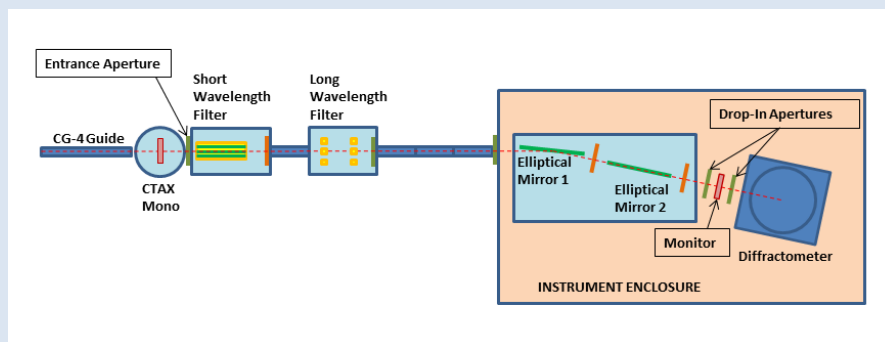 Entrance Aperture
Short
Wavelength
Filter
Long
Wavelength
Filter
CG-4 Guide
CTAX
Mono
Drop-In Apertures
Elliptical
Mirror 1
Elliptical
Mirror 2
Monitor
Diffractometer
INSTRUMENT ENCLOSURE